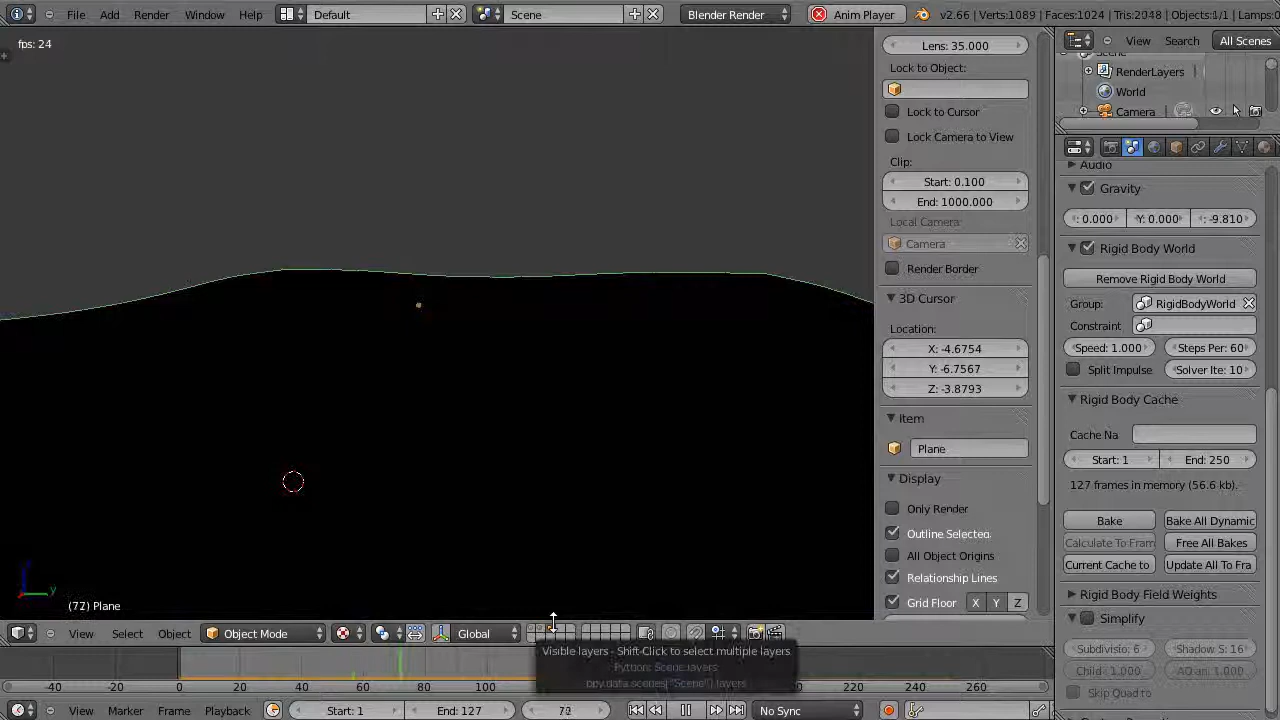 File Add Render Window Help Default Scene Blender Render Anim Player v2.66 | Verts:1089 | Faces:1024 | Tris:2048 | Objects:1/1 | Lamps:0
fps: 24
Lens: 35.000
Lock to Object:
Lock to Cursor
Lock Camera to View
Clip:
Start: 0.100
End: 1000.000
Local Camera:
Camera
Render Border
3D Cursor
Location:
X: -4.6754
Y: -6.7567
Z: -3.8793
Item
Plane
Display
Only Render
Outline Selected
All Object Origins
Relationship Lines
Grid Floor X Y Z
View Search All Scenes
RenderLayers
World
Camera
Audio
Gravity
: 0.000 Y: 0.000 : -9.810
Rigid Body World
Remove Rigid Body World
Group: RigidBodyWorld
Constraint
Speed: 1.000 Steps Per: 60
Split Impulse Solver Ite: 10
Rigid Body Cache
Cache Na
Start: 1 End: 250
127 frames in memory (56.6 kb).
Bake Bake All Dynamic
Calculate To Fram Free All Bakes
Current Cache to Update All To Fra
Rigid Body Field Weights
Simplify
Subdivisio: 6 Shadow S: 16
Child: 1.000 AO an: 1.000
Skip Quad to
(72) Plane
View Select Object Object Mode Global
Visible layers - Shift-Click to select multiple layers
Python: Scene.layers
bpy.data.scenes["Scene"].layers
-40 -20 0 20 40 60 80 100 220 240 260
View Marker Frame Playback Start: 1 End: 127 No Sync